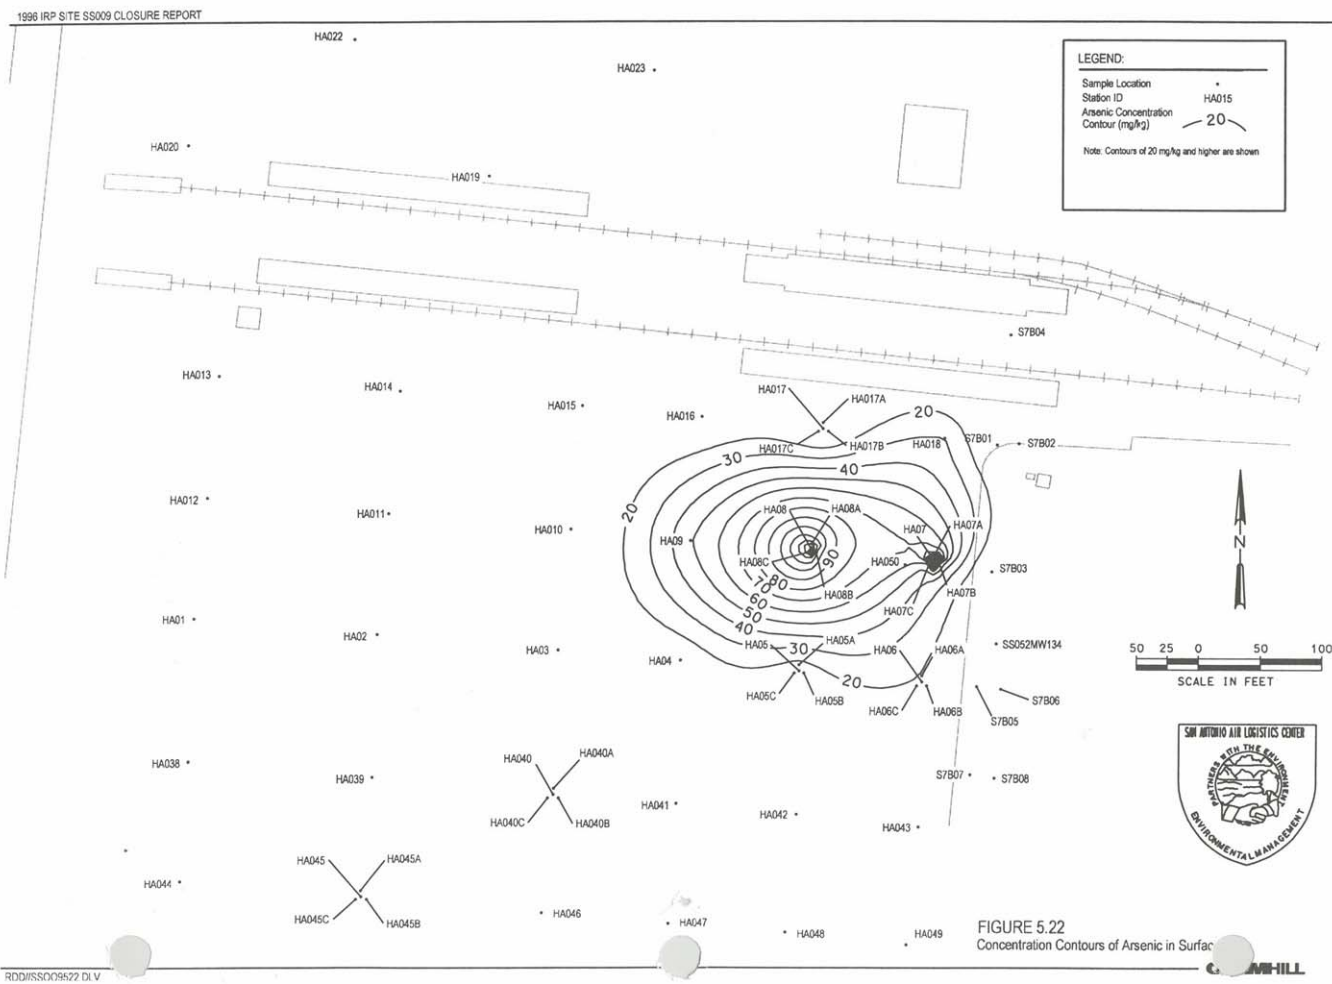 1996 IRP SITE SS009 CLOSURE REPORT
HA022
HA023
LEGEND:
Sample Location
Station ID HA015
Arsenic Concentration
Contour (mg/kg) 20
Note: Contours of 20 mg/kg and higher are shown
HA020
HA019
S7B04
HA013
HA014
HA015
HA016
HA017
HA017A
20
HA017C
HA017B
HA018
S7B01
S7B02
30
40
HA012
HA011
HA010
20
HA09
HA08
HA08A
HA07
HA07A
HA08C
90
HA050
S7B03
70
80
HA08B
HA07B
60
50
HA07C
40
HA01
HA02
HA03
HA04
HA05
30
HA05A
HA06
HA06A
SS052MW134
N
50 25 0 50 100
SCALE IN FEET
20
HA05C
HA05B
HA06C
HA06B
S7B06
S7B05
SAN ANTONIO AIR LOGISTICS CENTER
PARTNERS WITH THE ENVIRONMENT
ENVIRONMENTAL MANAGEMENT
HA038
HA039
HA040
HA040A
HA040C
HA040B
HA041
HA042
HA043
S7B07
S7B08
HA044
HA045
HA045A
HA045C
HA045B
HA046
HA047
HA048
HA049
FIGURE 5.22
Concentration Contours of Arsenic in
MHILL